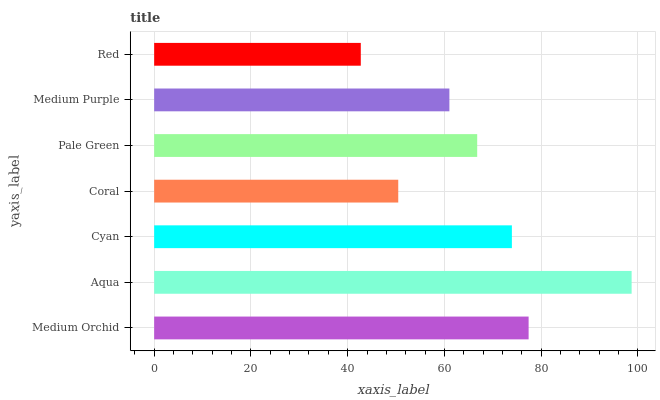 title
Red
Medium Purple
Pale Green
Coral
Cyan
Aqua
Medium Orchid
yaxis_label
0 20 40 60 80 100
xaxis_label